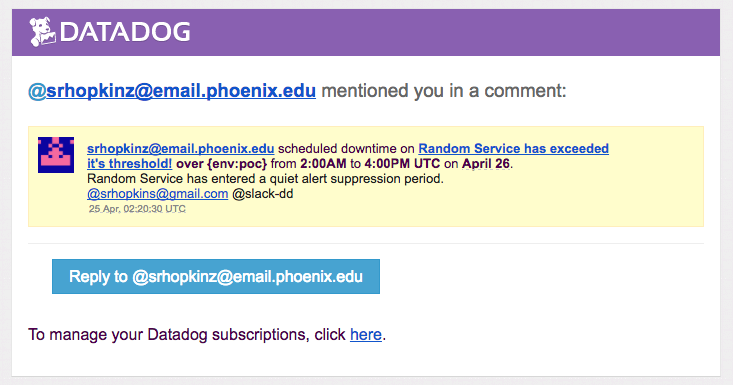 DATADOG
@srhopkinz@email.phoenix.edu mentioned you in a comment:
srhopkinz@email.phoenix.edu scheduled downtime on Random Service has exceeded
it's threshold! over {env:poc} from 2:00AM to 4:00PM UTC on April 26.
Random Service has entered a quiet alert suppression period.
@srhopkins@gmail.com @slack-dd
25 Apr, 02:20:30 UTC
Reply to @srhopkinz@email.phoenix.edu
To manage your Datadog subscriptions, click here.